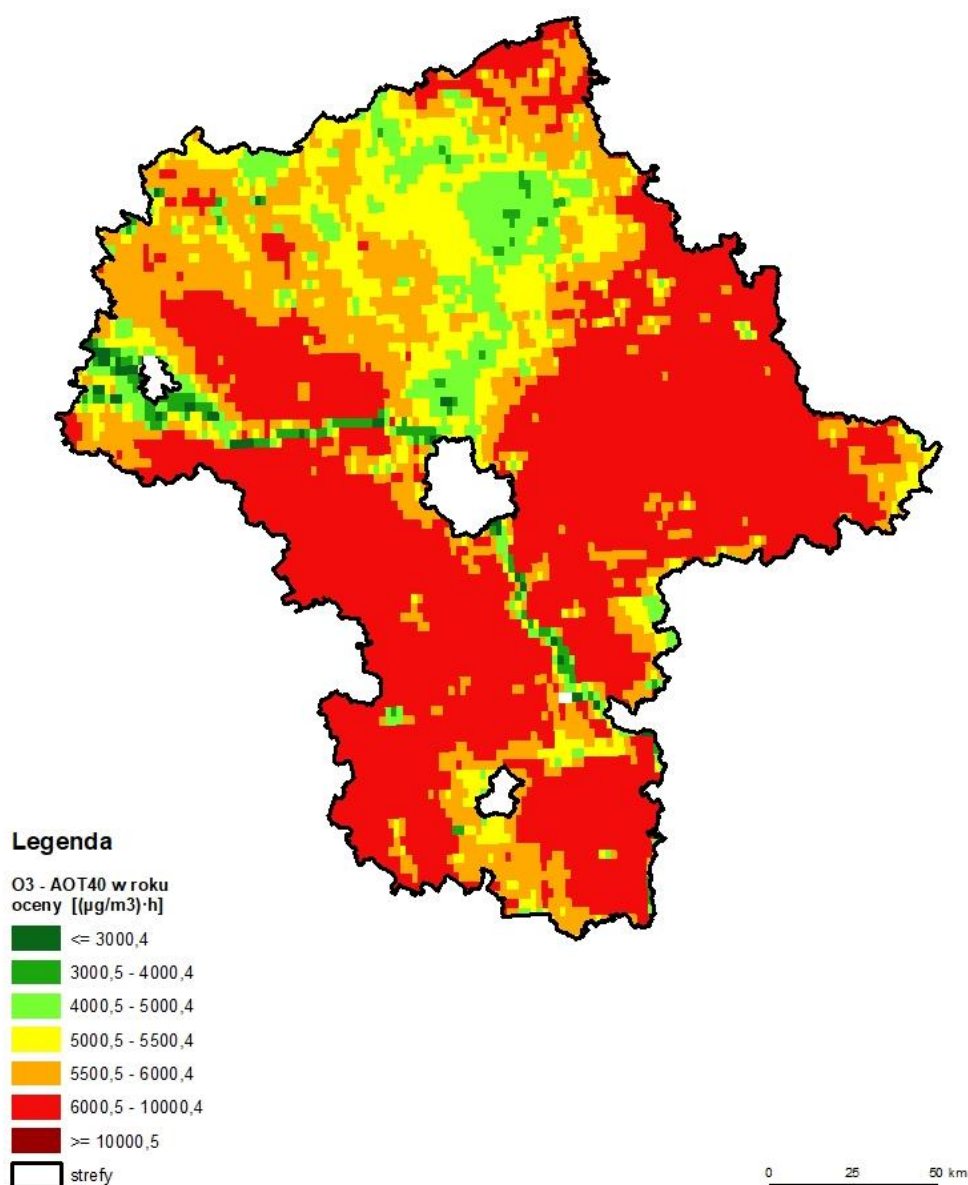 Legenda
O3 - AOT40 w roku
oceny [(µg/m3)·h]
<= 3000,4
3000,5 - 4000,4
4000,5 - 5000,4
5000,5 - 5500,4
5500,5 - 6000,4
6000,5 - 10000,4
>= 10000,5
strefy
0 25 50 km